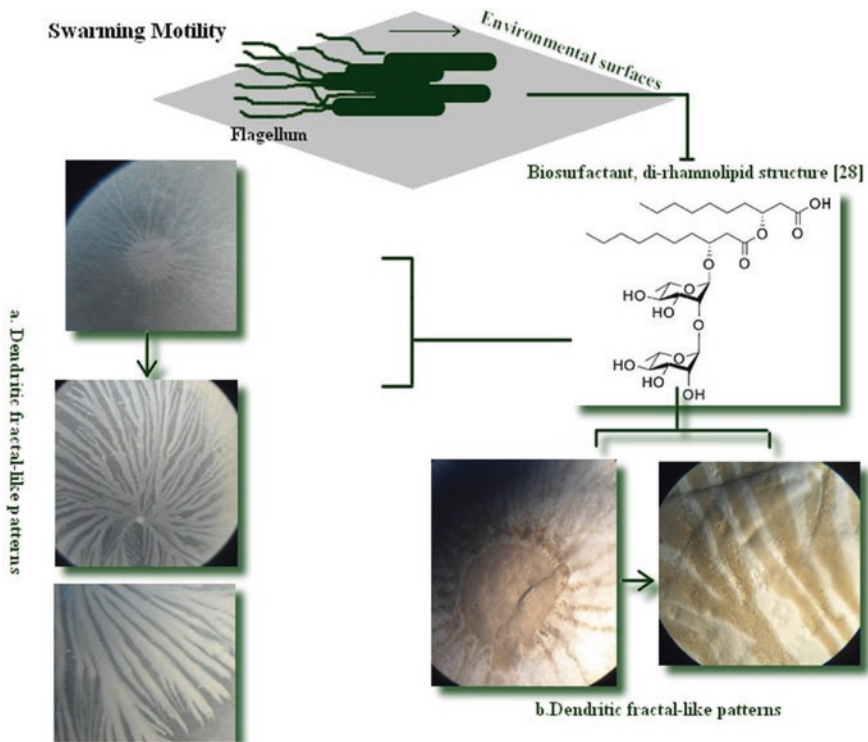 Swarming Motility
Environmental surfaces
Flagellum
Biosurfactant, di-rhamnolipid structure [28]
OH
O
O
O
O
O
HO
HO
O
O
HO
HO
OH
a. Dendritic fractal-like patterns
b.Dendritic fractal-like patterns